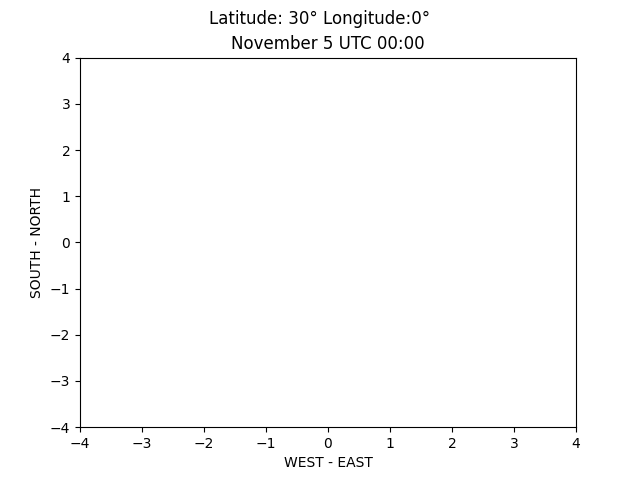 Latitude: 30° Longitude:0°
November 5 UTC 00:00
4
3
2
1
0
−1
−2
−3
−4
SOUTH - NORTH
−4 −3 −2 −1 0 1 2 3 4
WEST - EAST